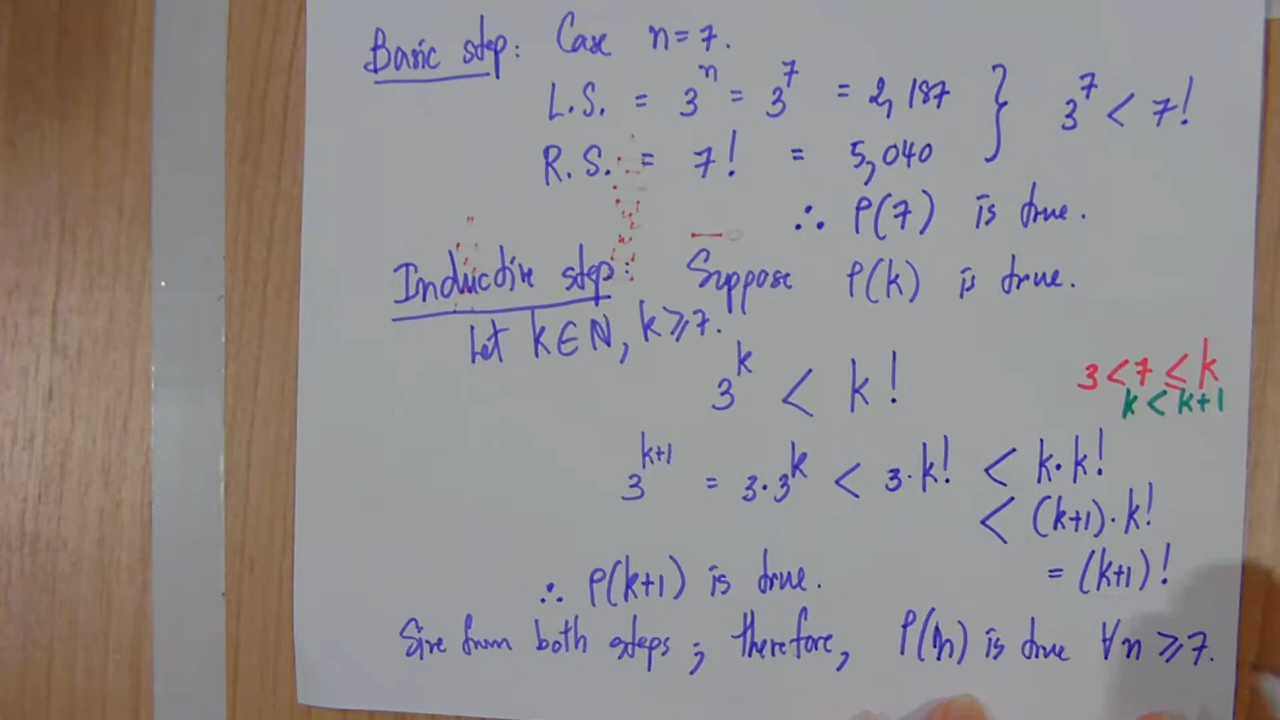 Basic step: Case n=7.
L.S. = 3^n = 3^7 = 2,187 } 3^7 < 7!
R.S. = 7! = 5,040
∴ P(7) is true.
Inductive step: Suppose P(k) is true.
Let k∈ℕ, k≥7.
3^k < k!
3<7≤k
k<k+1
3^{k+1} = 3·3^k < 3·k! < k·k!
< (k+1)·k!
= (k+1)!
∴ P(k+1) is true.
from both steps; therefore, P(n) is true ∀n≥7.